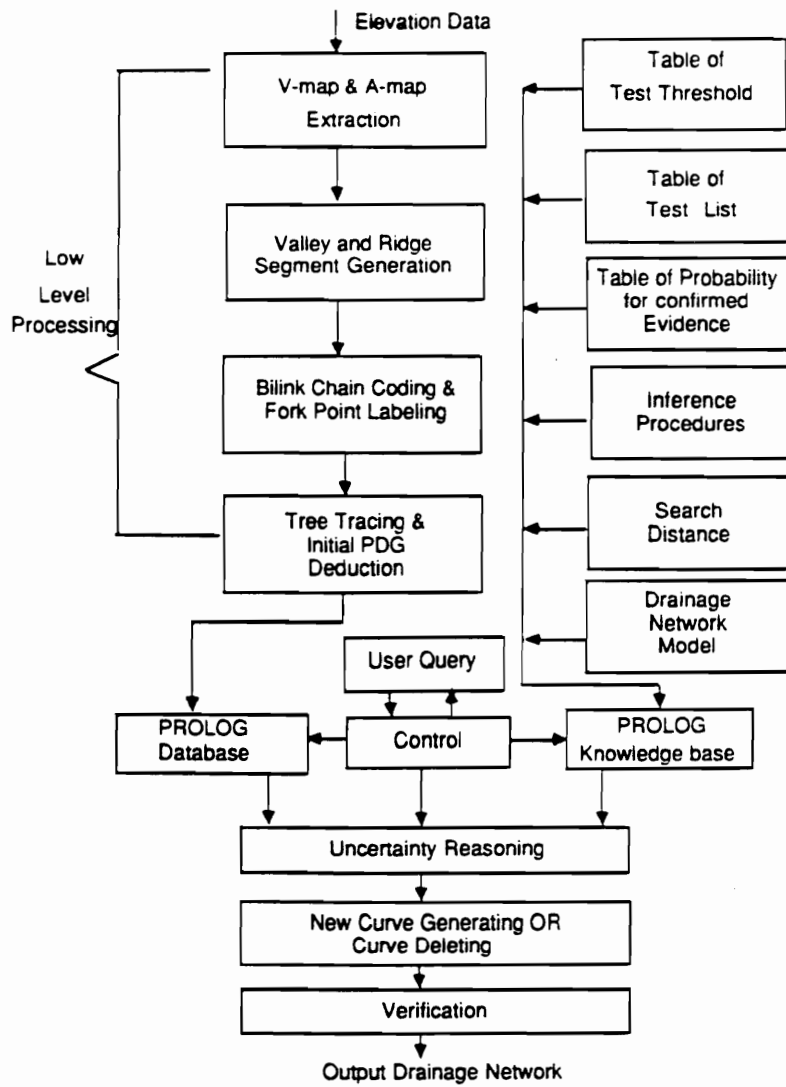 Elevation Data
V-map & A-map
Extraction
Valley and Ridge
Segment Generation
Low
Level
Processing
Bilink Chain Coding &
Fork Point Labeling
Tree Tracing &
Initial PDG
Deduction
Table of
Test Threshold
Table of
Test List
Table of Probability
for confirmed
Evidence
Inference
Procedures
Search
Distance
Drainage
Network
Model
User Query
PROLOG
Database
Control
PROLOG
Knowledge base
Uncertainty Reasoning
New Curve Generating OR
Curve Deleting
Verification
Output Drainage Network